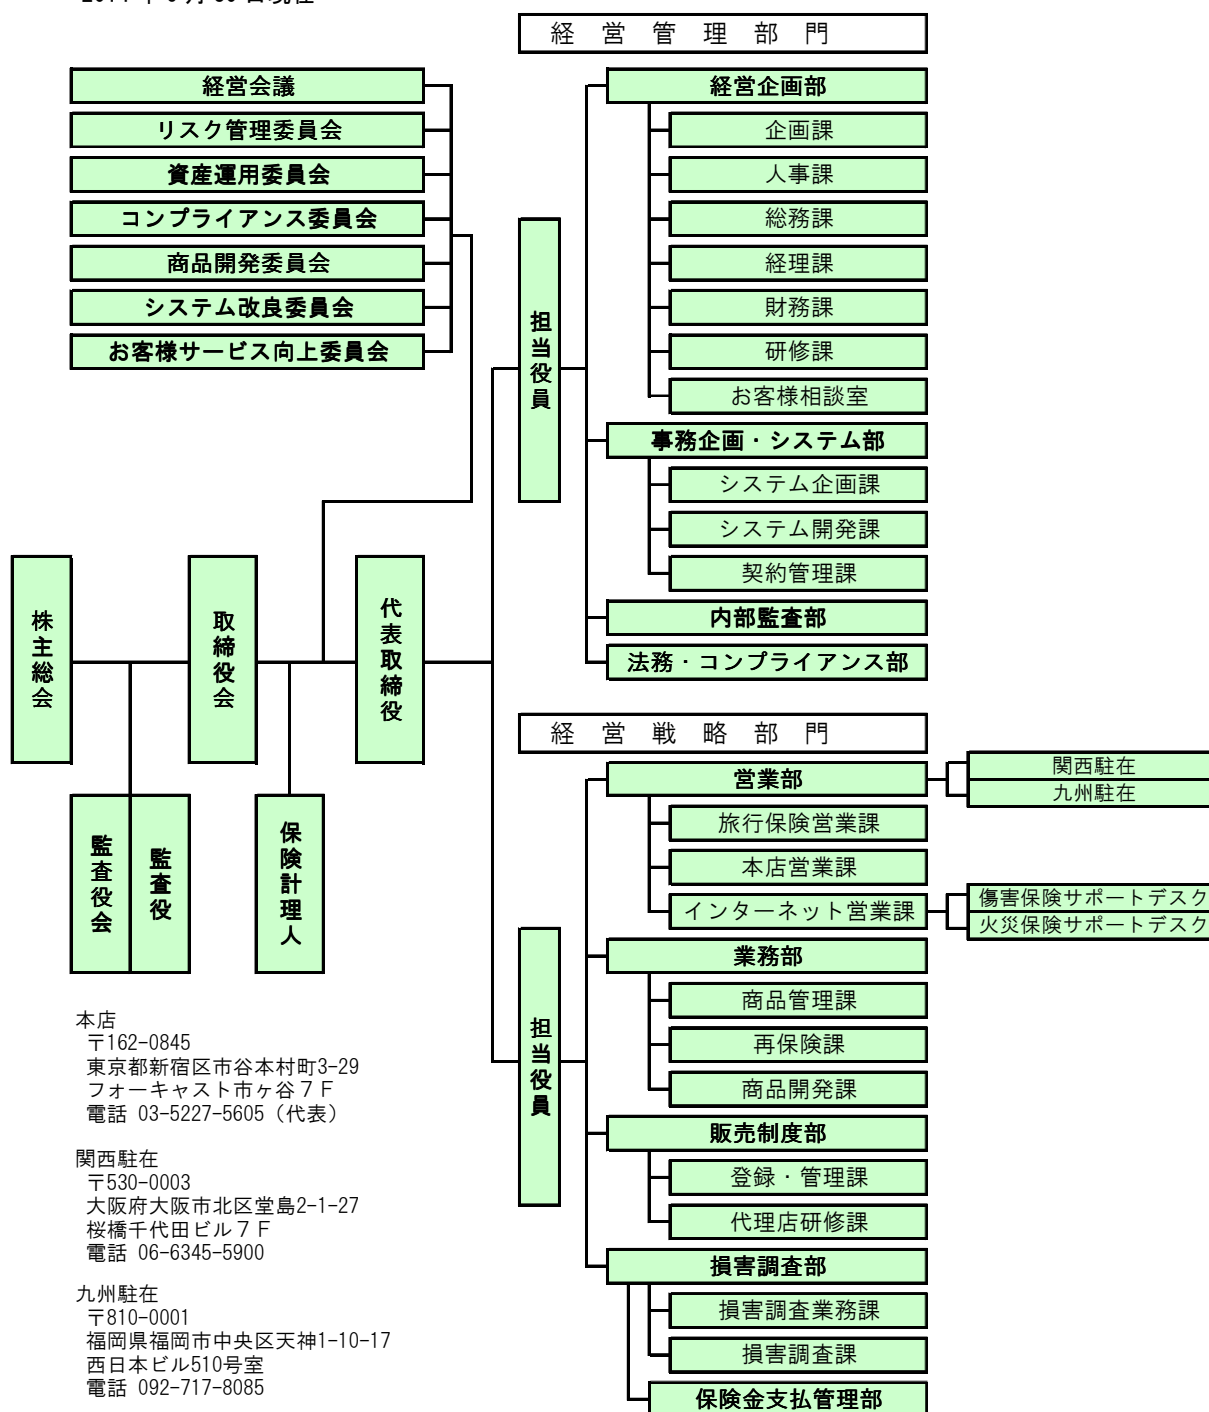 経営管理部門
経営会議
リスク管理委員会
資産運用委員会
コンプライアンス委員会
商品開発委員会
システム改良委員会
お客様サービス向上委員会
担当役員
経営企画部
企画課
人事課
総務課
経理課
財務課
研修課
お客様相談室
事務企画・システム部
システム企画課
システム開発課
契約管理課
内部監査部
法務・コンプライアンス部
株主総会
取締役会
代表取締役
監査役会
監査役
保険計理人
経営戦略部門
担当役員
営業部
関西駐在
九州駐在
旅行保険営業課
本店営業課
インターネット営業課
傷害保険サポートデスク
火災保険サポートデスク
業務部
商品管理課
再保険課
商品開発課
販売制度部
登録・管理課
代理店研修課
損害調査部
損害調査業務課
損害調査課
保険金支払管理部
本店
〒162-0845
東京都新宿区市谷本村町3-29
フォーキャスト市ヶ谷７Ｆ
電話 03-5227-5605（代表）
関西駐在
〒530-0003
大阪府大阪市北区堂島2-1-27
桜橋千代田ビル７Ｆ
電話 06-6345-5900
九州駐在
〒810-0001
福岡県福岡市中央区天神1-10-17
西日本ビル510号室
電話 092-717-8085